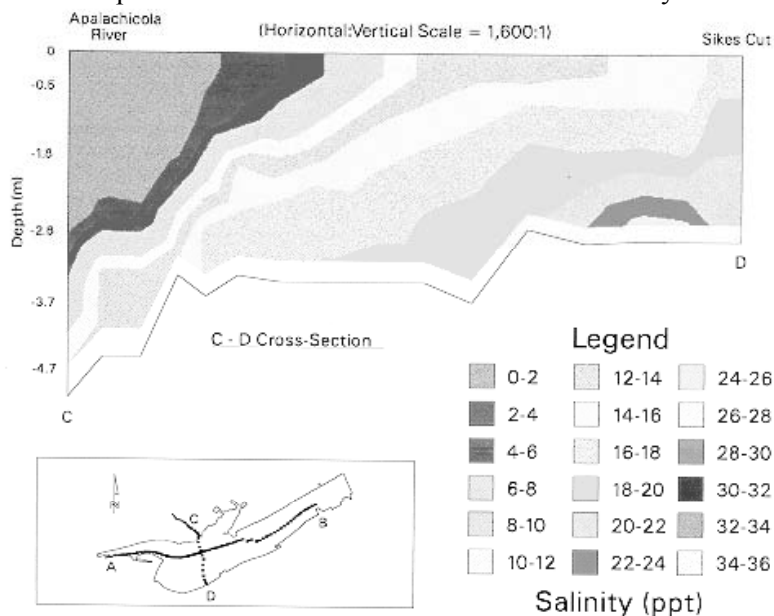 Apalachicola
River
(Horizontal:Vertical Scale = 1,600:1)
Sikes Cut
0
-0.5
-1.8
-2.8
-3.7
-4.7
Depth(m)
C
D
C - D Cross-Section
Legend
0-2
2-4
4-6
6-8
8-10
10-12
12-14
14-16
16-18
18-20
20-22
22-24
24-26
26-28
28-30
30-32
32-34
34-36
Salinity (ppt)
N
C
A
B
D